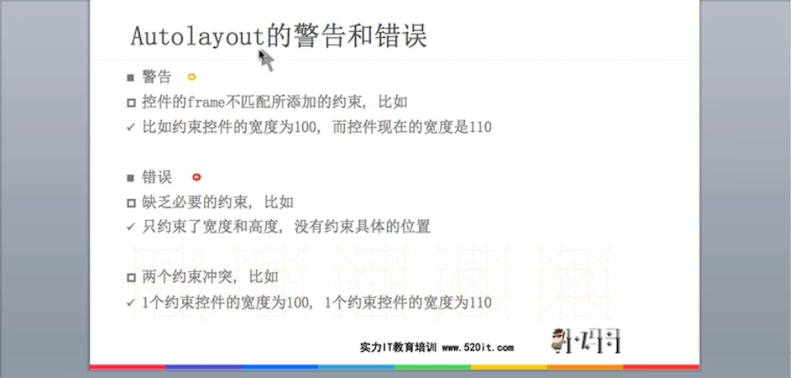 Autolayout的警告和错误
警告
控件的frame不匹配所添加的约束, 比如
比如约束控件的宽度为100, 而控件现在的宽度是110
错误
缺乏必要的约束, 比如
只约束了宽度和高度, 没有约束具体的位置
两个约束冲突, 比如
1个约束控件的宽度为100, 1个约束控件的宽度为110
实力IT教育培训 www.520it.com
小码哥